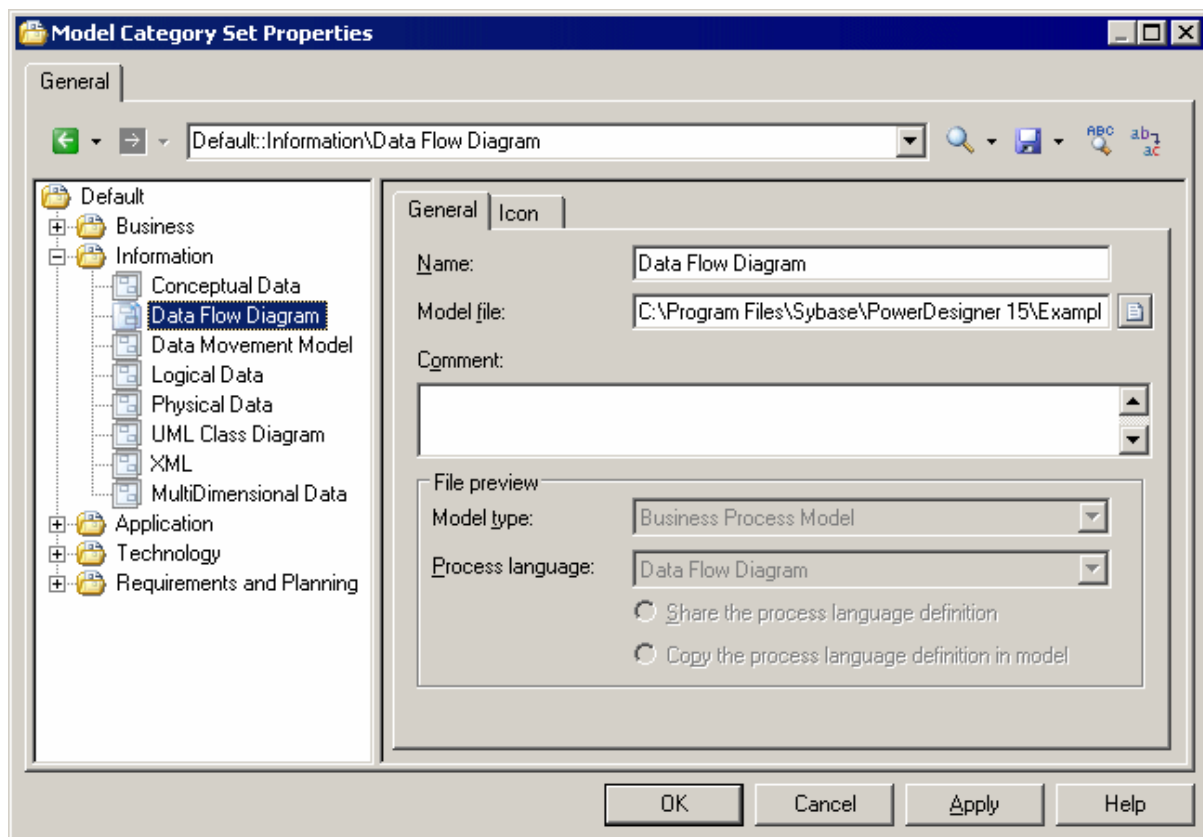 Model Category Set Properties
General
Default::Information\Data Flow Diagram
ABC
ab
ac
Default
Business
Information
Conceptual Data
Data Flow Diagram
Data Movement Model
Logical Data
Physical Data
UML Class Diagram
XML
MultiDimensional Data
Application
Technology
Requirements and Planning
General
Icon
Name:
Data Flow Diagram
Model file:
C:\Program Files\Sybase\PowerDesigner 15\Exampl
Comment:
File preview
Model type:
Business Process Model
Process language:
Data Flow Diagram
Share the process language definition
Copy the process language definition in model
OK
Cancel
Apply
Help